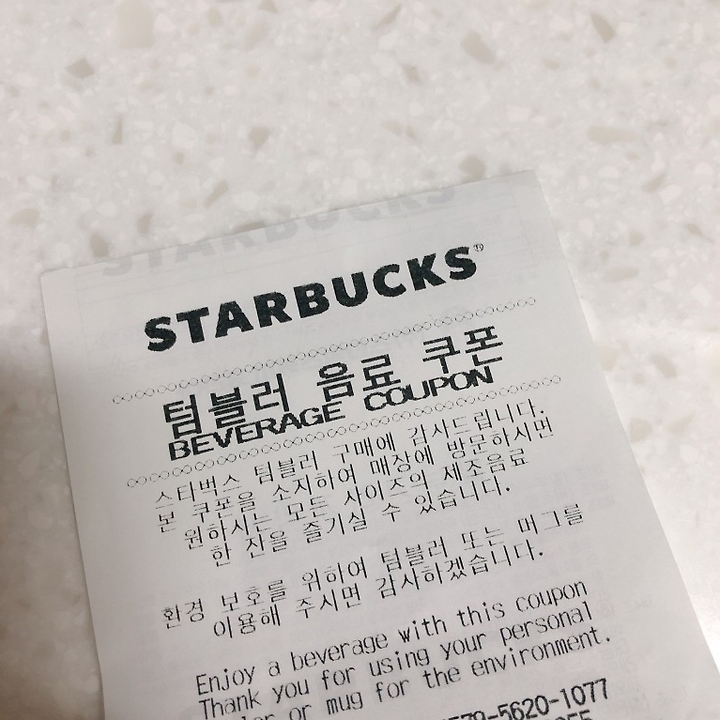 STARBUCKS
STARBUCKS®
텀블러 음료 쿠폰
BEVERAGE COUPON
스타벅스 텀블러 구매에 감사드립니다.
본 쿠폰을 소지하여 매장에 방문하시면
원하시는 모든 사이즈의 제조음료
한 잔을 즐기실 수 있습니다.
환경 보호를 위하여 텀블러 또는 머그를
이용해 주시면 감사하겠습니다.
Enjoy a beverage with this coupon
Thank you for using your personal
or mug for the environment.
-5620-1077